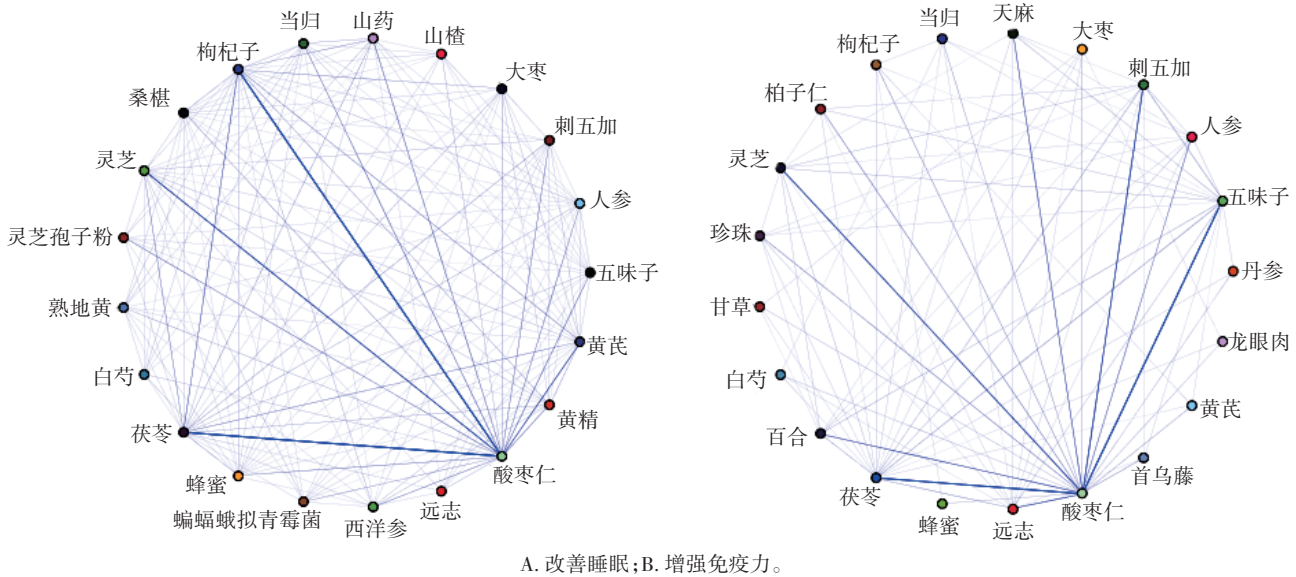 当归
山药
山楂
大枣
刺五加
人参
五味子
黄芪
黄精
酸枣仁
远志
西洋参
蝙蝠蛾拟青霉菌
蜂蜜
茯苓
白芍
熟地黄
灵芝孢子粉
灵芝
桑椹
枸杞子
当归
天麻
大枣
刺五加
人参
五味子
丹参
龙眼肉
黄芪
首乌藤
酸枣仁
远志
蜂蜜
茯苓
百合
白芍
甘草
珍珠
灵芝
柏子仁
枸杞子
A. 改善睡眠;B. 增强免疫力。